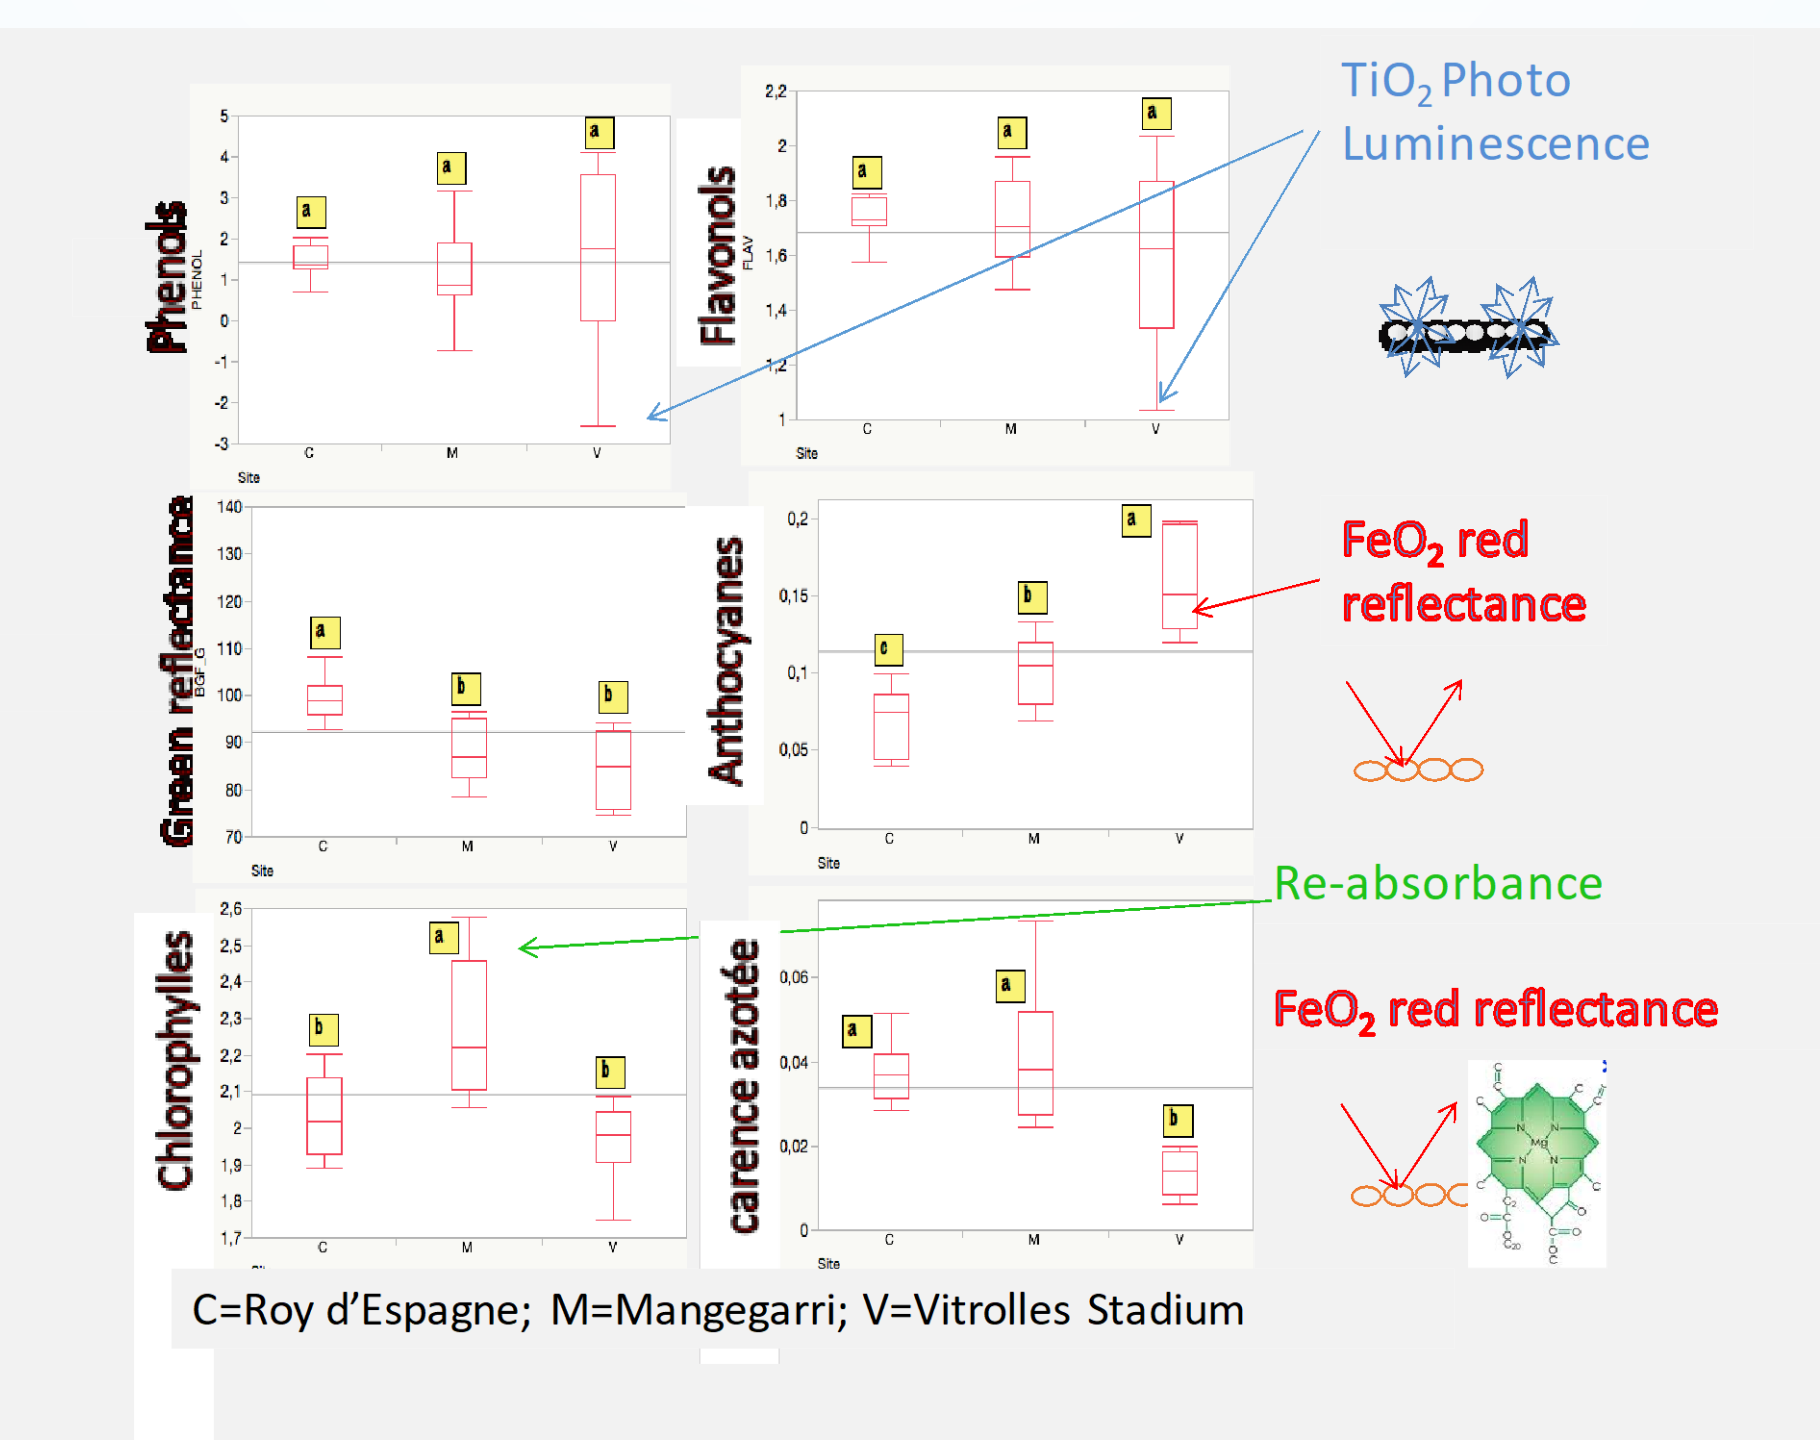 TiO2 Photo
Luminescence
Phenols
PHENOL
5
4
3
2
1
0
-1
-2
-3
a
a
a
C
M
V
Site
Flavonols
FLAV
2,2
2
1,8
1,6
1,4
1,2
1
a
a
a
C
M
V
Site
Green reflectance
BGF_G
140
130
120
110
100
90
80
70
a
b
b
C
M
V
Site
Anthocyanes
0,2
0,15
0,1
0,05
0
c
b
a
C
M
V
Site
FeO2 red
reflectance
Re-absorbance
Chlorophylles
2,6
2,5
2,4
2,3
2,2
2,1
2
1,9
1,8
1,7
b
a
b
C
M
V
carence azotée
0,06
0,04
0,02
0
a
a
b
C
M
V
Site
FeO2 red reflectance
C
C
C
C
C
N
N
Mg
N
N
C
C
C2
O
C
OC20
O
C
O
O
C
C=Roy d’Espagne; M=Mangegarri; V=Vitrolles Stadium